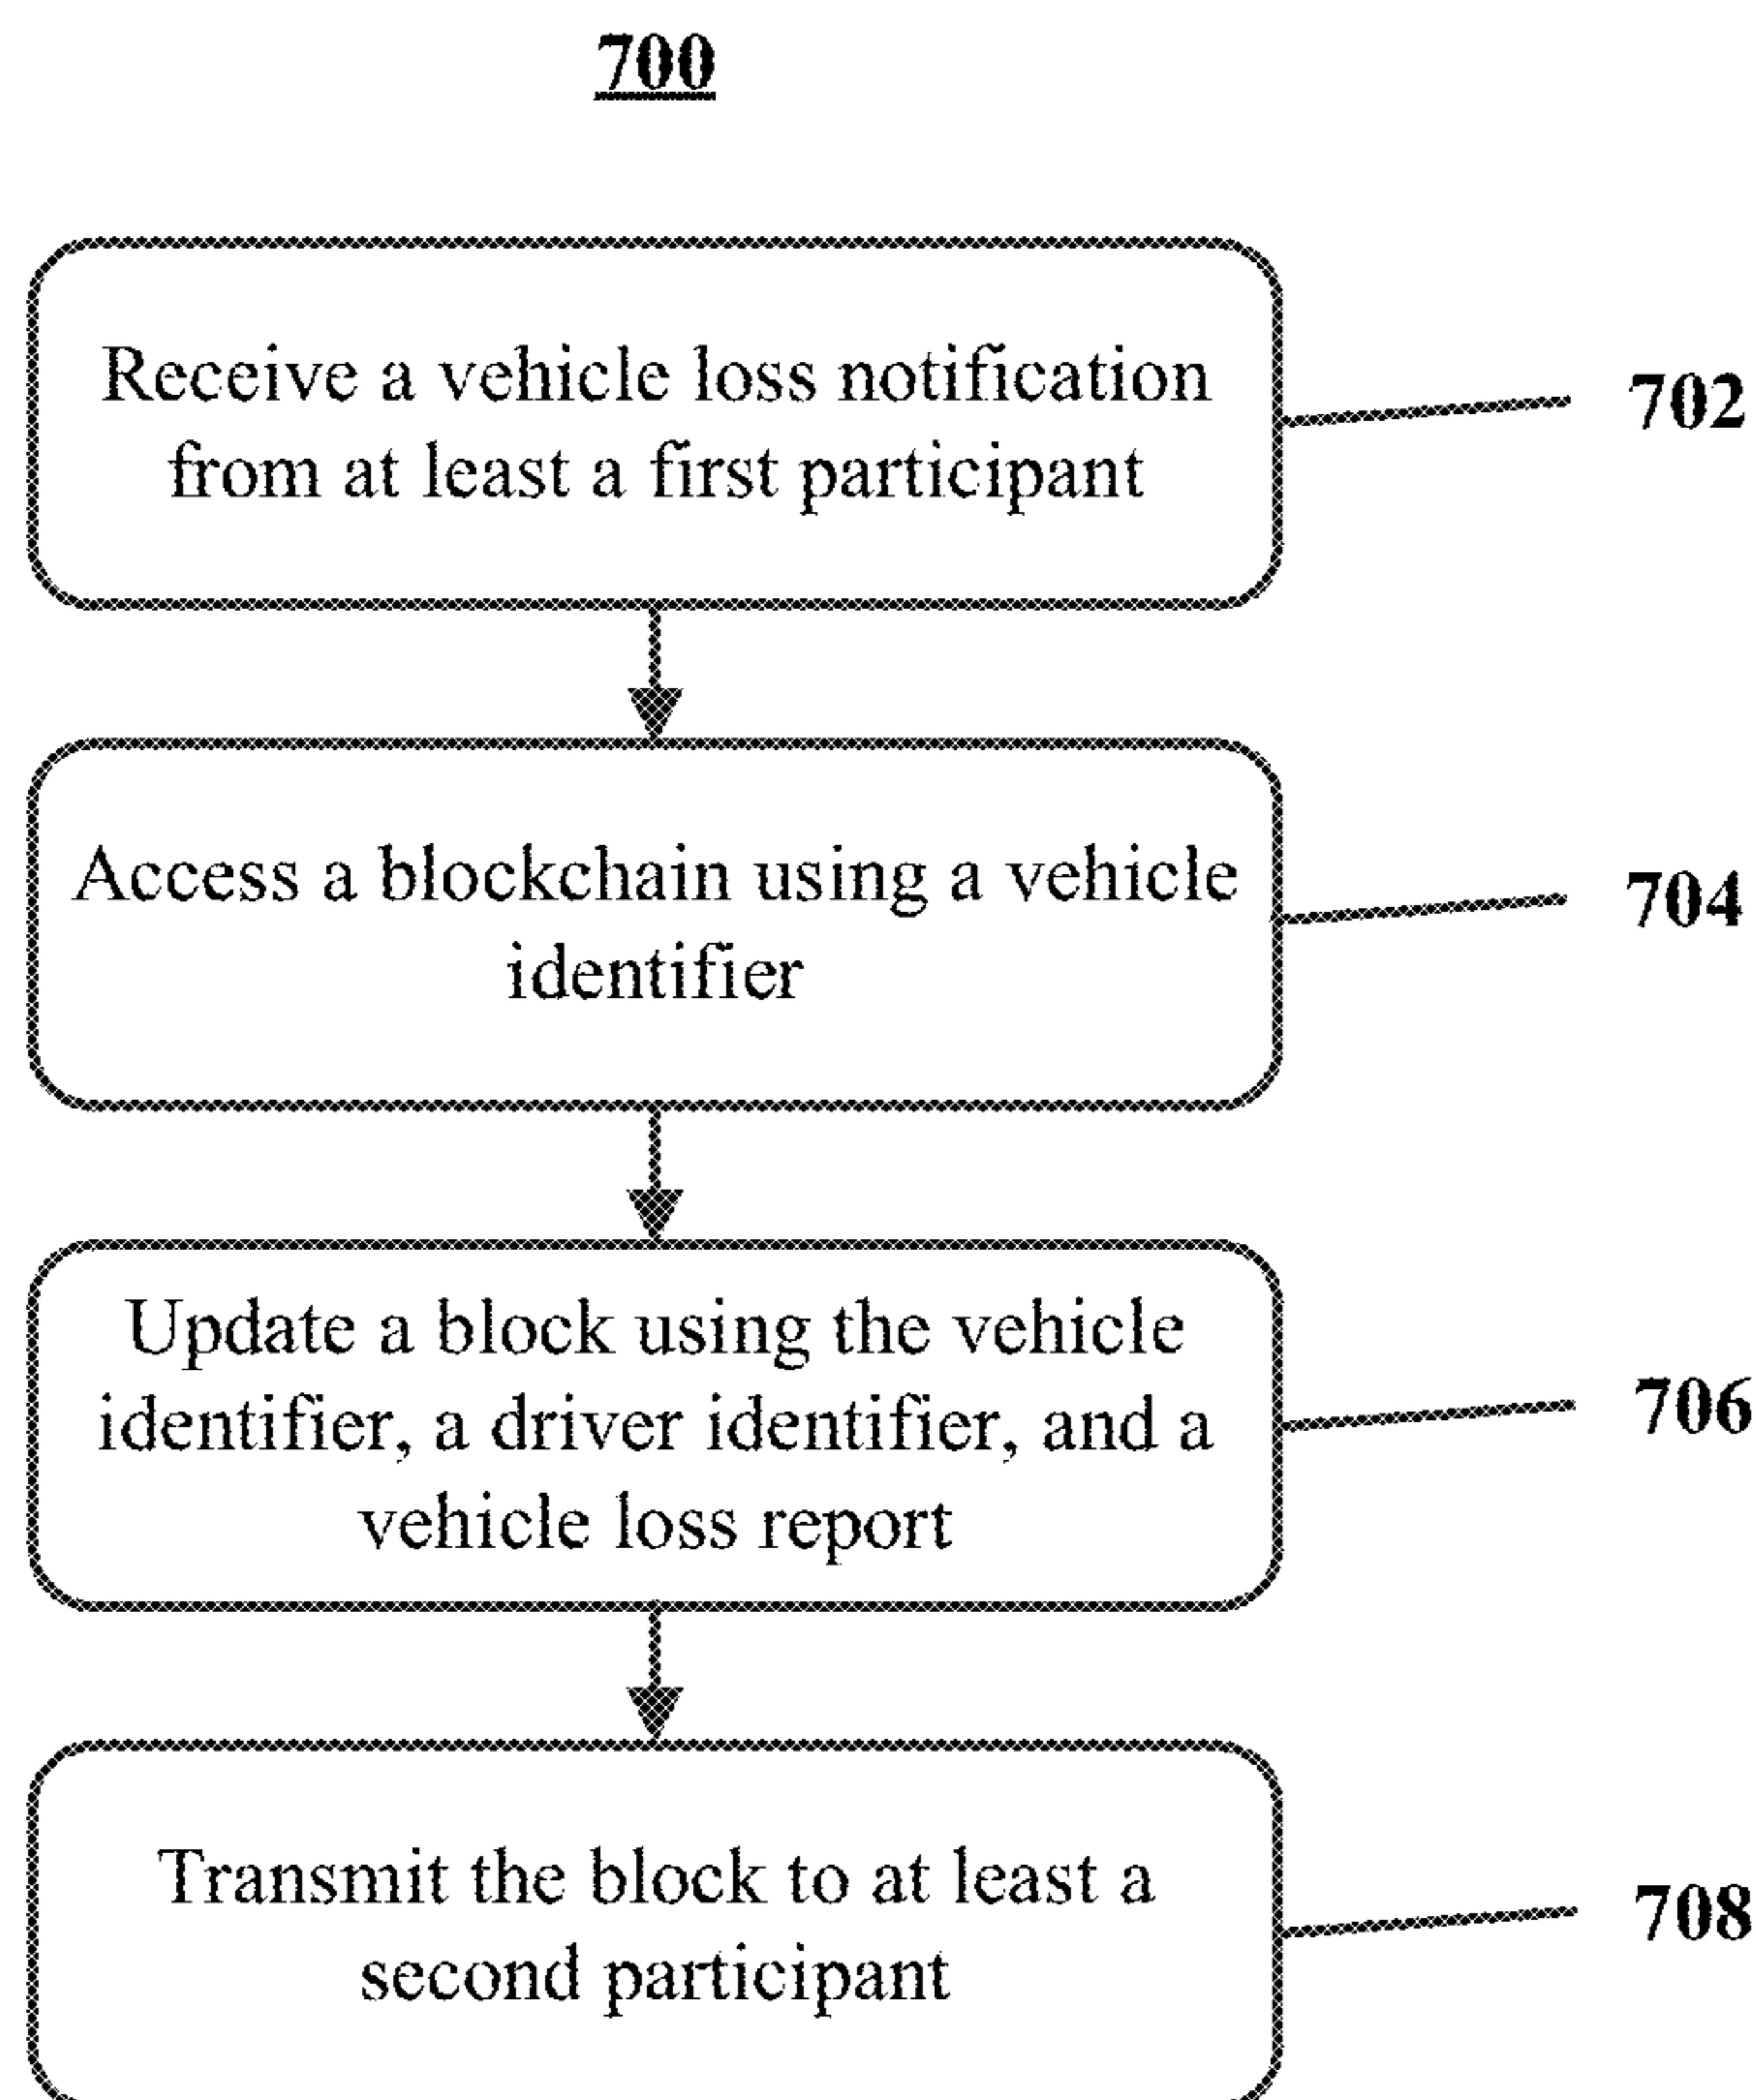 700
Receive a vehicle loss notification
from at least a first participant
702
Access a blockchain using a vehicle
identifier
704
Update a block using the vehicle
identifier, a driver identifier, and a
vehicle loss report
706
Transmit the block to at least a
second participant
708